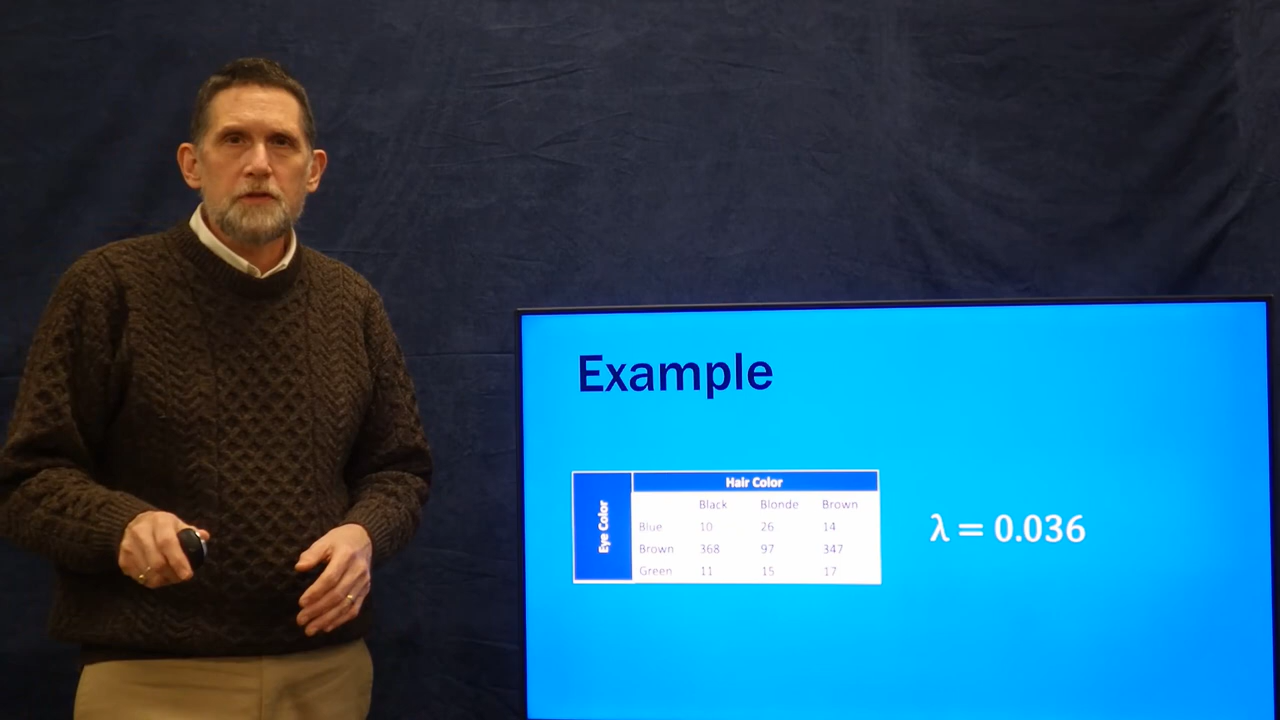 Example
Eye Color
Hair Color
Black Blonde Brown
Blue 10 26 14
Brown 368 97 347
Green 11 15 17
λ = 0.036